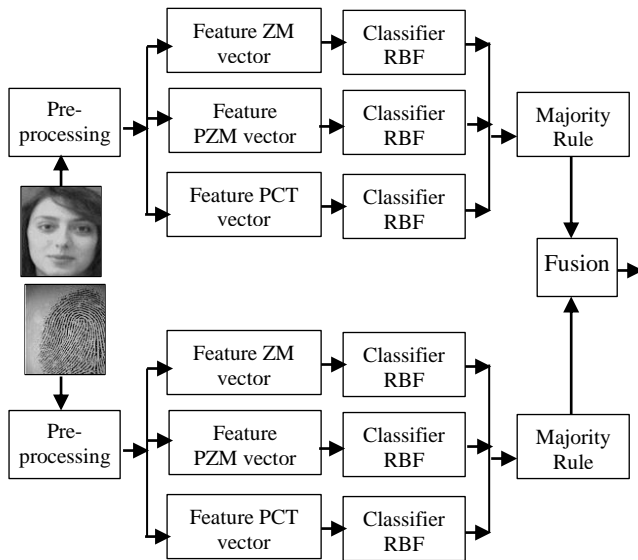 Feature ZM
vector
Classifier
RBF
Pre-
processing
Feature
PZM vector
Classifier
RBF
Majority
Rule
Feature PCT
vector
Classifier
RBF
Fusion
Feature ZM
vector
Classifier
RBF
Pre-
processing
Feature
PZM vector
Classifier
RBF
Majority
Rule
Feature PCT
vector
Classifier
RBF